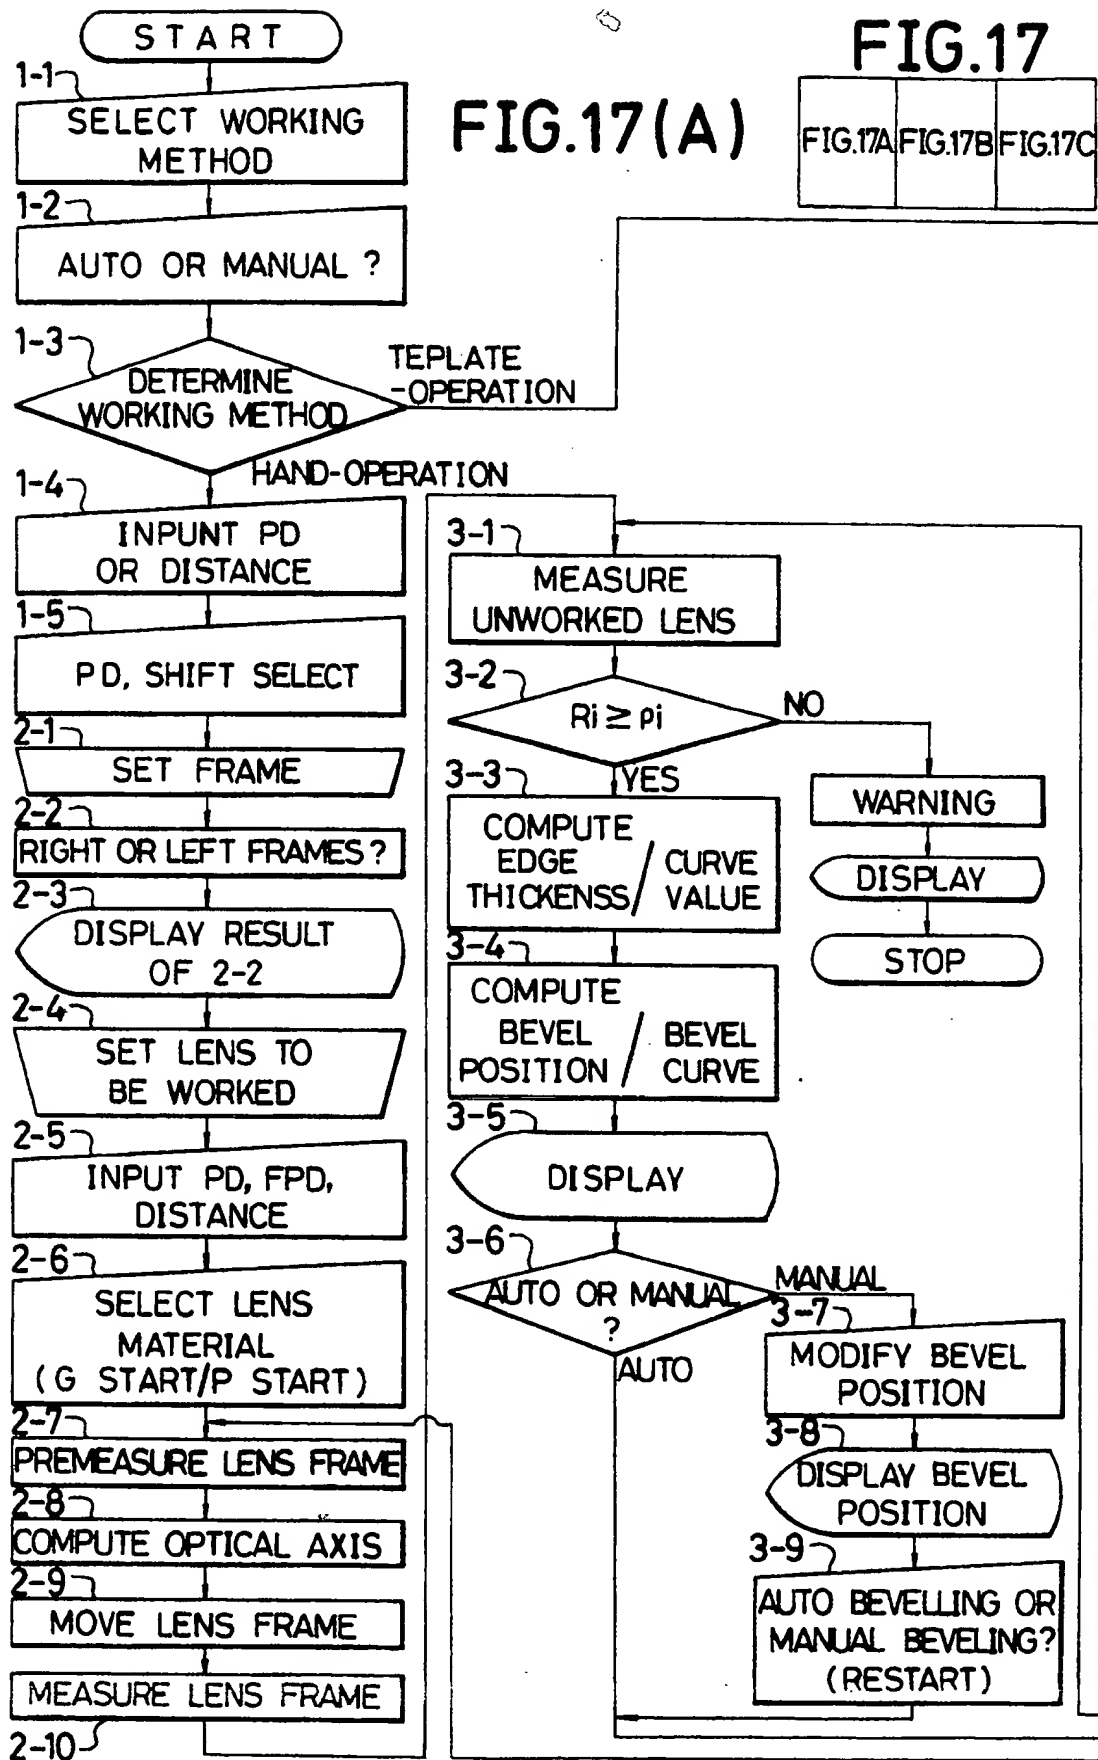 START
FIG.17
FIG.17(A)
FIG.17A FIG.17B FIG.17C
1-1
SELECT WORKING
METHOD
1-2
AUTO OR MANUAL ?
1-3
DETERMINE
WORKING METHOD
TEPLATE
-OPERATION
HAND-OPERATION
1-4
INPUNT PD
OR DISTANCE
1-5
PD, SHIFT SELECT
2-1
SET FRAME
2-2
RIGHT OR LEFT FRAMES?
2-3
DISPLAY RESULT
OF 2-2
2-4
SET LENS TO
BE WORKED
2-5
INPUT PD, FPD,
DISTANCE
2-6
SELECT LENS
MATERIAL
(G START/P START)
2-7
PREMEASURE LENS FRAME
2-8
COMPUTE OPTICAL AXIS
2-9
MOVE LENS FRAME
MEASURE LENS FRAME
2-10
3-1
MEASURE
UNWORKED LENS
3-2
Ri ≧ ρi
NO
YES
WARNING
DISPLAY
STOP
3-3
COMPUTE
EDGE / CURVE
THICKENSS / VALUE
3-4
COMPUTE
BEVEL / BEVEL
POSITION / CURVE
3-5
DISPLAY
3-6
AUTO OR MANUAL
?
MANUAL
AUTO
3-7
MODIFY BEVEL
POSITION
3-8
DISPLAY BEVEL
POSITION
3-9
AUTO BEVELLING OR
MANUAL BEVELING?
(RESTART)